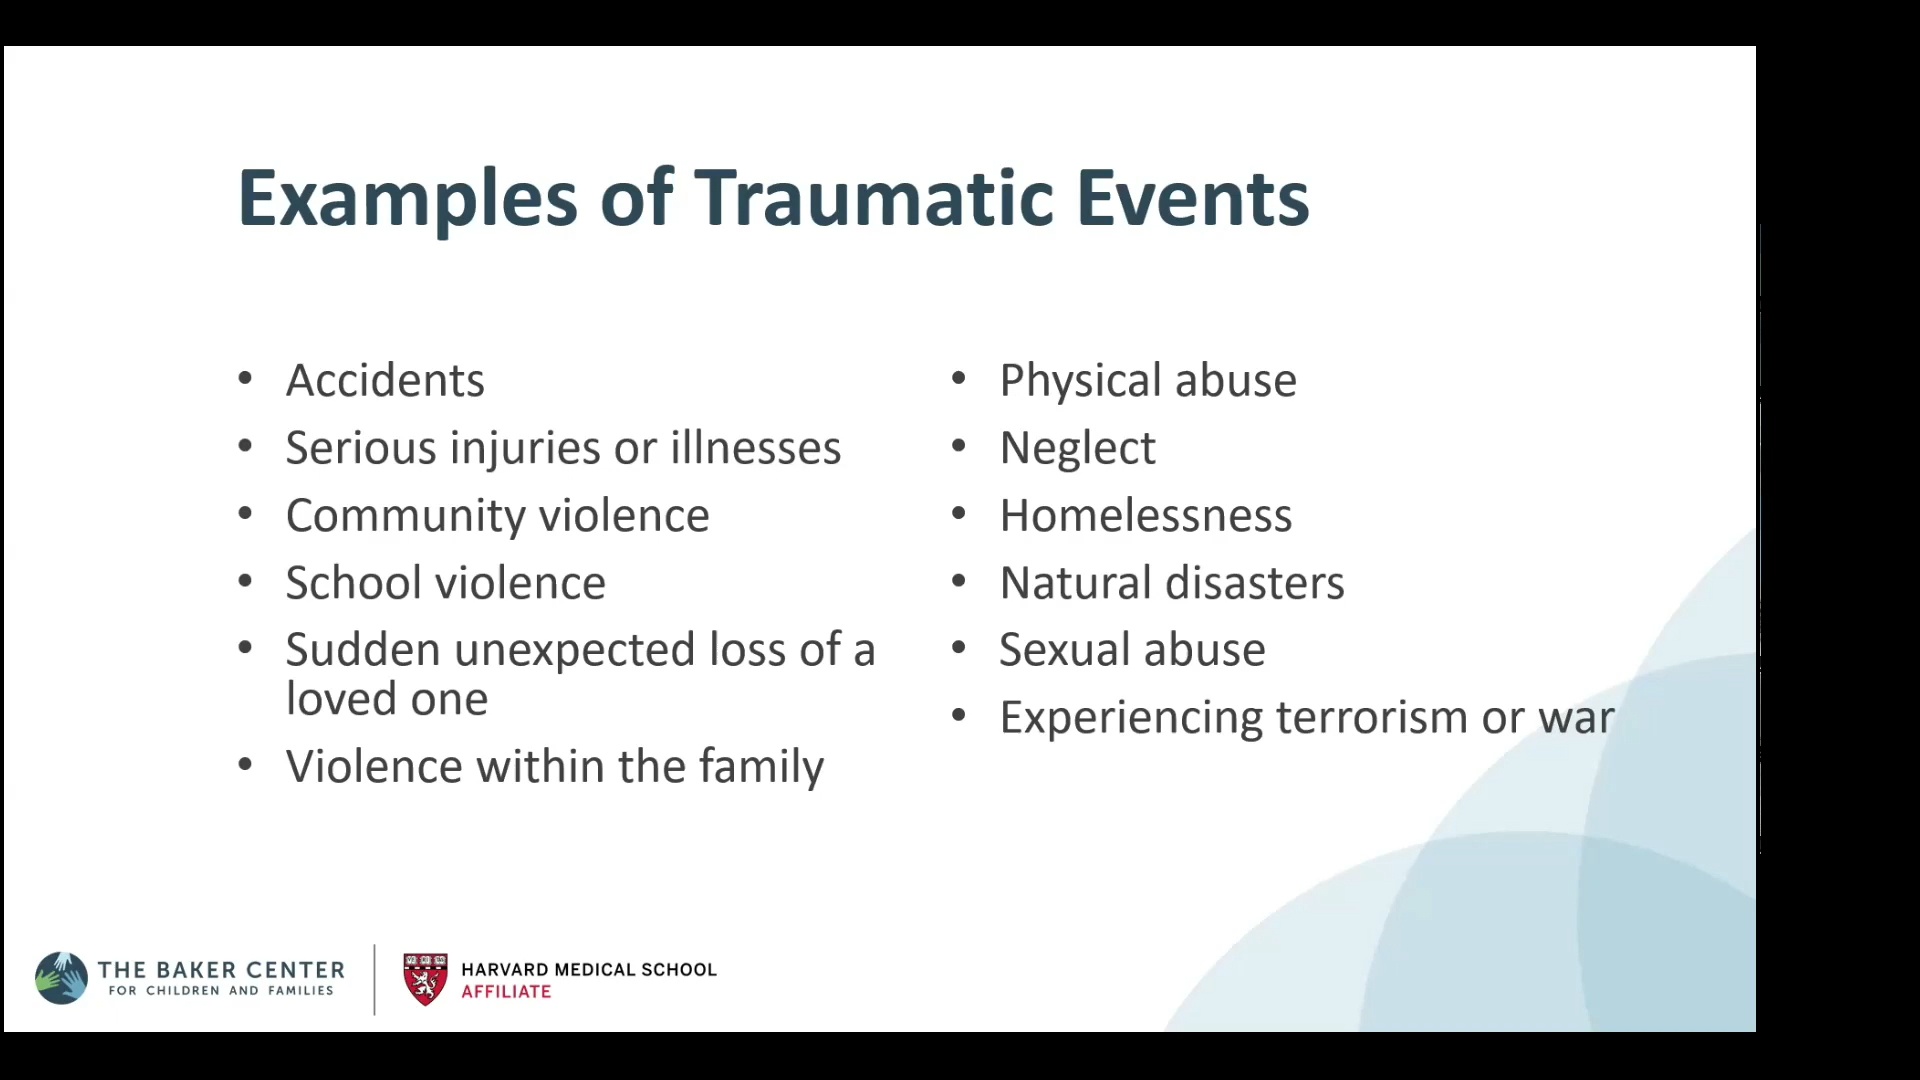 Examples of Traumatic Events
• Accidents
• Serious injuries or illnesses
• Community violence
• School violence
• Sudden unexpected loss of a
loved one
• Violence within the family
• Physical abuse
• Neglect
• Homelessness
• Natural disasters
• Sexual abuse
• Experiencing terrorism or war
THE BAKER CENTER
FOR CHILDREN AND FAMILIES
HARVARD MEDICAL SCHOOL
AFFILIATE